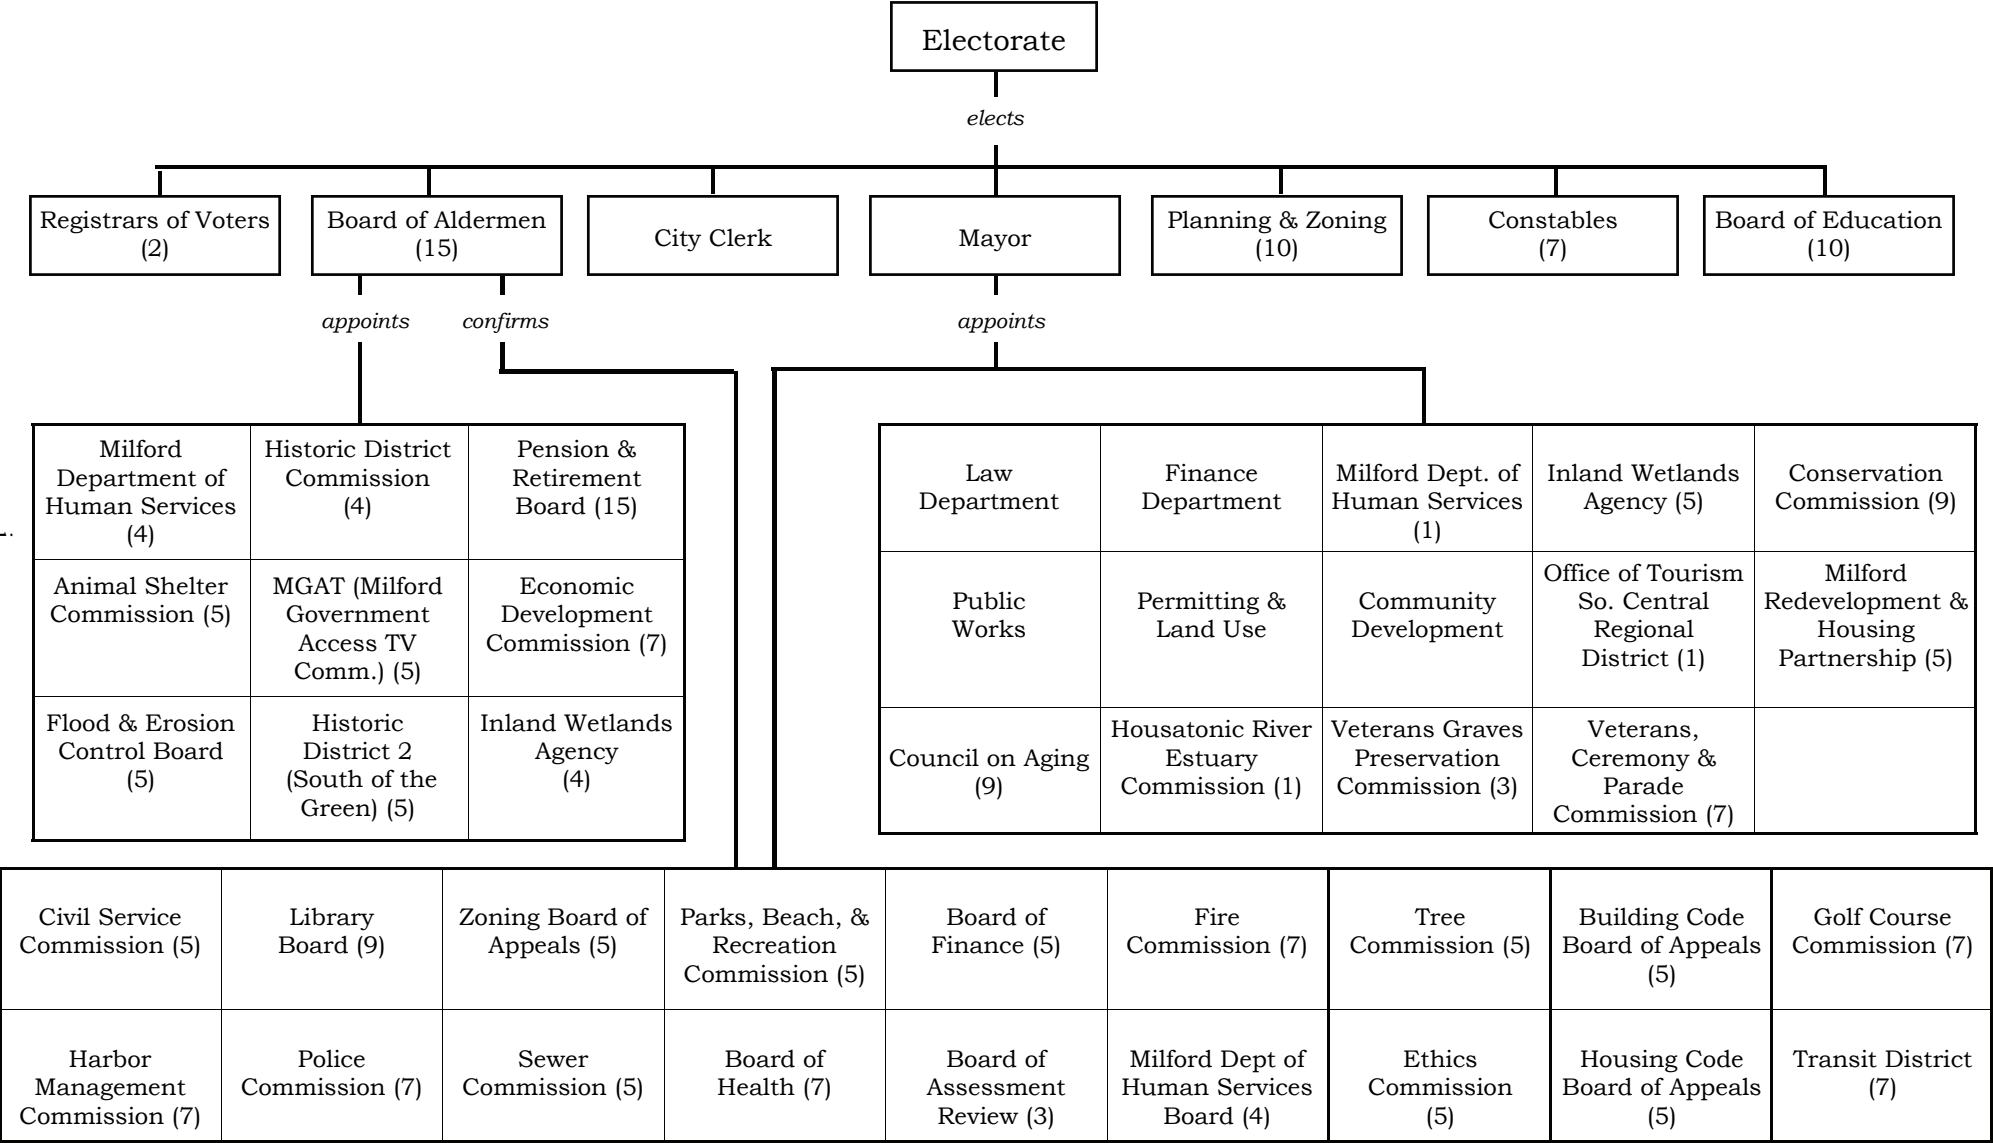 Electorate
elects
Registrars of Voters
(2)
Board of Aldermen
(15)
City Clerk
Mayor
Planning & Zoning
(10)
Constables
(7)
Board of Education
(10)
appoints
confirms
appoints
Milford
Department of
Human Services
(4)
Historic District
Commission
(4)
Pension &
Retirement
Board (15)
Animal Shelter
Commission (5)
MGAT (Milford
Government
Access TV
Comm.) (5)
Economic
Development
Commission (7)
Flood & Erosion
Control Board
(5)
Historic
District 2
(South of the
Green) (5)
Inland Wetlands
Agency
(4)
Law
Department
Finance
Department
Milford Dept. of
Human Services
(1)
Inland Wetlands
Agency (5)
Conservation
Commission (9)
Public
Works
Permitting &
Land Use
Community
Development
Office of Tourism
So. Central
Regional
District (1)
Milford
Redevelopment &
Housing
Partnership (5)
Council on Aging
(9)
Housatonic River
Estuary
Commission (1)
Veterans Graves
Preservation
Commission (3)
Veterans,
Ceremony &
Parade
Commission (7)
Civil Service
Commission (5)
Library
Board (9)
Zoning Board of
Appeals (5)
Parks, Beach, &
Recreation
Commission (5)
Board of
Finance (5)
Fire
Commission (7)
Tree
Commission (5)
Building Code
Board of Appeals
(5)
Golf Course
Commission (7)
Harbor
Management
Commission (7)
Police
Commission (7)
Sewer
Commission (5)
Board of
Health (7)
Board of
Assessment
Review (3)
Milford Dept of
Human Services
Board (4)
Ethics
Commission
(5)
Housing Code
Board of Appeals
(5)
Transit District
(7)